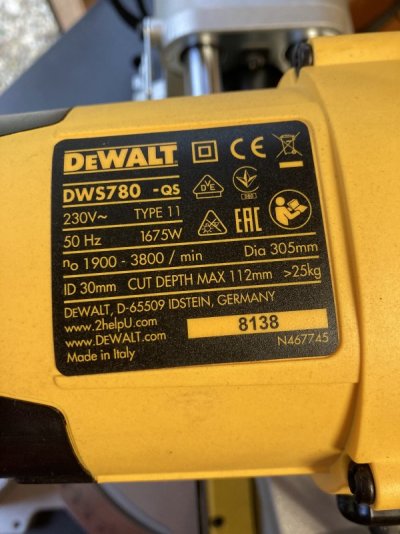 DEWALT CE
DWS780 -QS
230V~ TYPE 11
50 Hz 1675W
EAC
n₀ 1900 - 3800 / min Dia 305mm
ID 30mm CUT DEPTH MAX 112mm >25kg
DEWALT, D-65509 IDSTEIN, GERMANY
www.2helpU.com
www.DEWALT.com
Made in Italy
8138
N467745